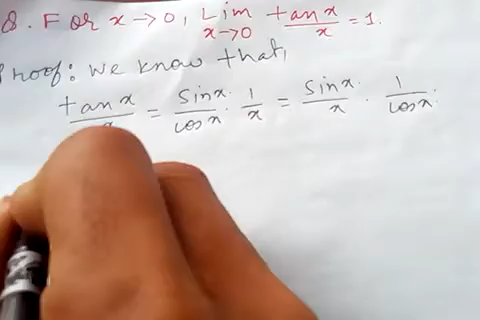 8. For x → 0, Lim x→0 tan x / x = 1.
Proof: We know that,
tan x / x = sin x / cos x · 1 / x = sin x / x · 1 / cos x.